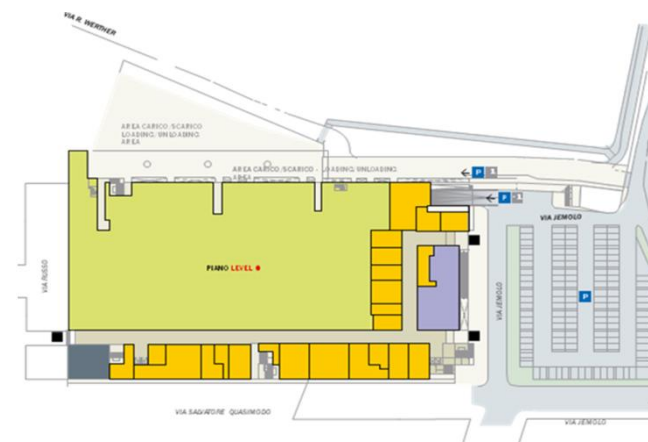 VIA R. WERTHER
AREA CARICO/SCARICO
LOADING/UNLOADING
AREA
AREA CARICO/SCARICO - LOADING/UNLOADING
AREA
P
P
VIA JEMOLO
VIA RUSSO
PIANO LEVEL
VIA JEMOLO
P
VIA SALVATORE QUASIMODO
VIA JEMOLO